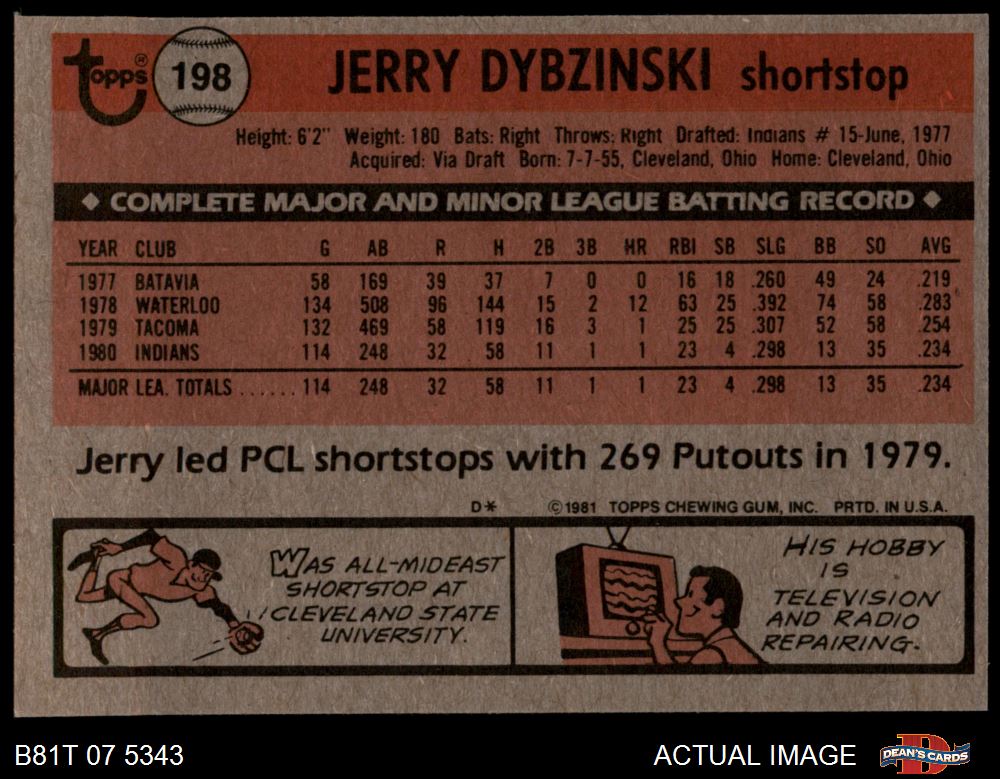 Topps® 198 JERRY DYBZINSKI shortstop
Height: 6'2" Weight: 180 Bats: Right Throws: Right Drafted: Indians # 15-June, 1977
Acquired: Via Draft Born: 7-7-55, Cleveland, Ohio Home: Cleveland, Ohio
◆ COMPLETE MAJOR AND MINOR LEAGUE BATTING RECORD ◆
YEAR CLUB G AB R H 2B 3B HR RBI SB SLG BB SO AVG
1977 BATAVIA 58 169 39 37 7 0 0 16 18 .260 49 24 .219
1978 WATERLOO 134 508 96 144 15 2 12 63 25 .392 74 58 .283
1979 TACOMA 132 469 58 119 16 3 1 25 25 .307 52 58 .254
1980 INDIANS 114 248 32 58 11 1 1 23 4 .298 13 35 .234
MAJOR LEA. TOTALS ...... 114 248 32 58 11 1 1 23 4 .298 13 35 .234
Jerry led PCL shortstops with 269 Putouts in 1979.
D* ©1981 TOPPS CHEWING GUM, INC. PRTD. IN U.S.A.
WAS ALL-MIDEAST
SHORTSTOP AT
CLEVELAND STATE
UNIVERSITY.
HIS HOBBY
IS
TELEVISION
AND RADIO
REPAIRING.
B81T 07 5343 ACTUAL IMAGE DEAN'S CARDS